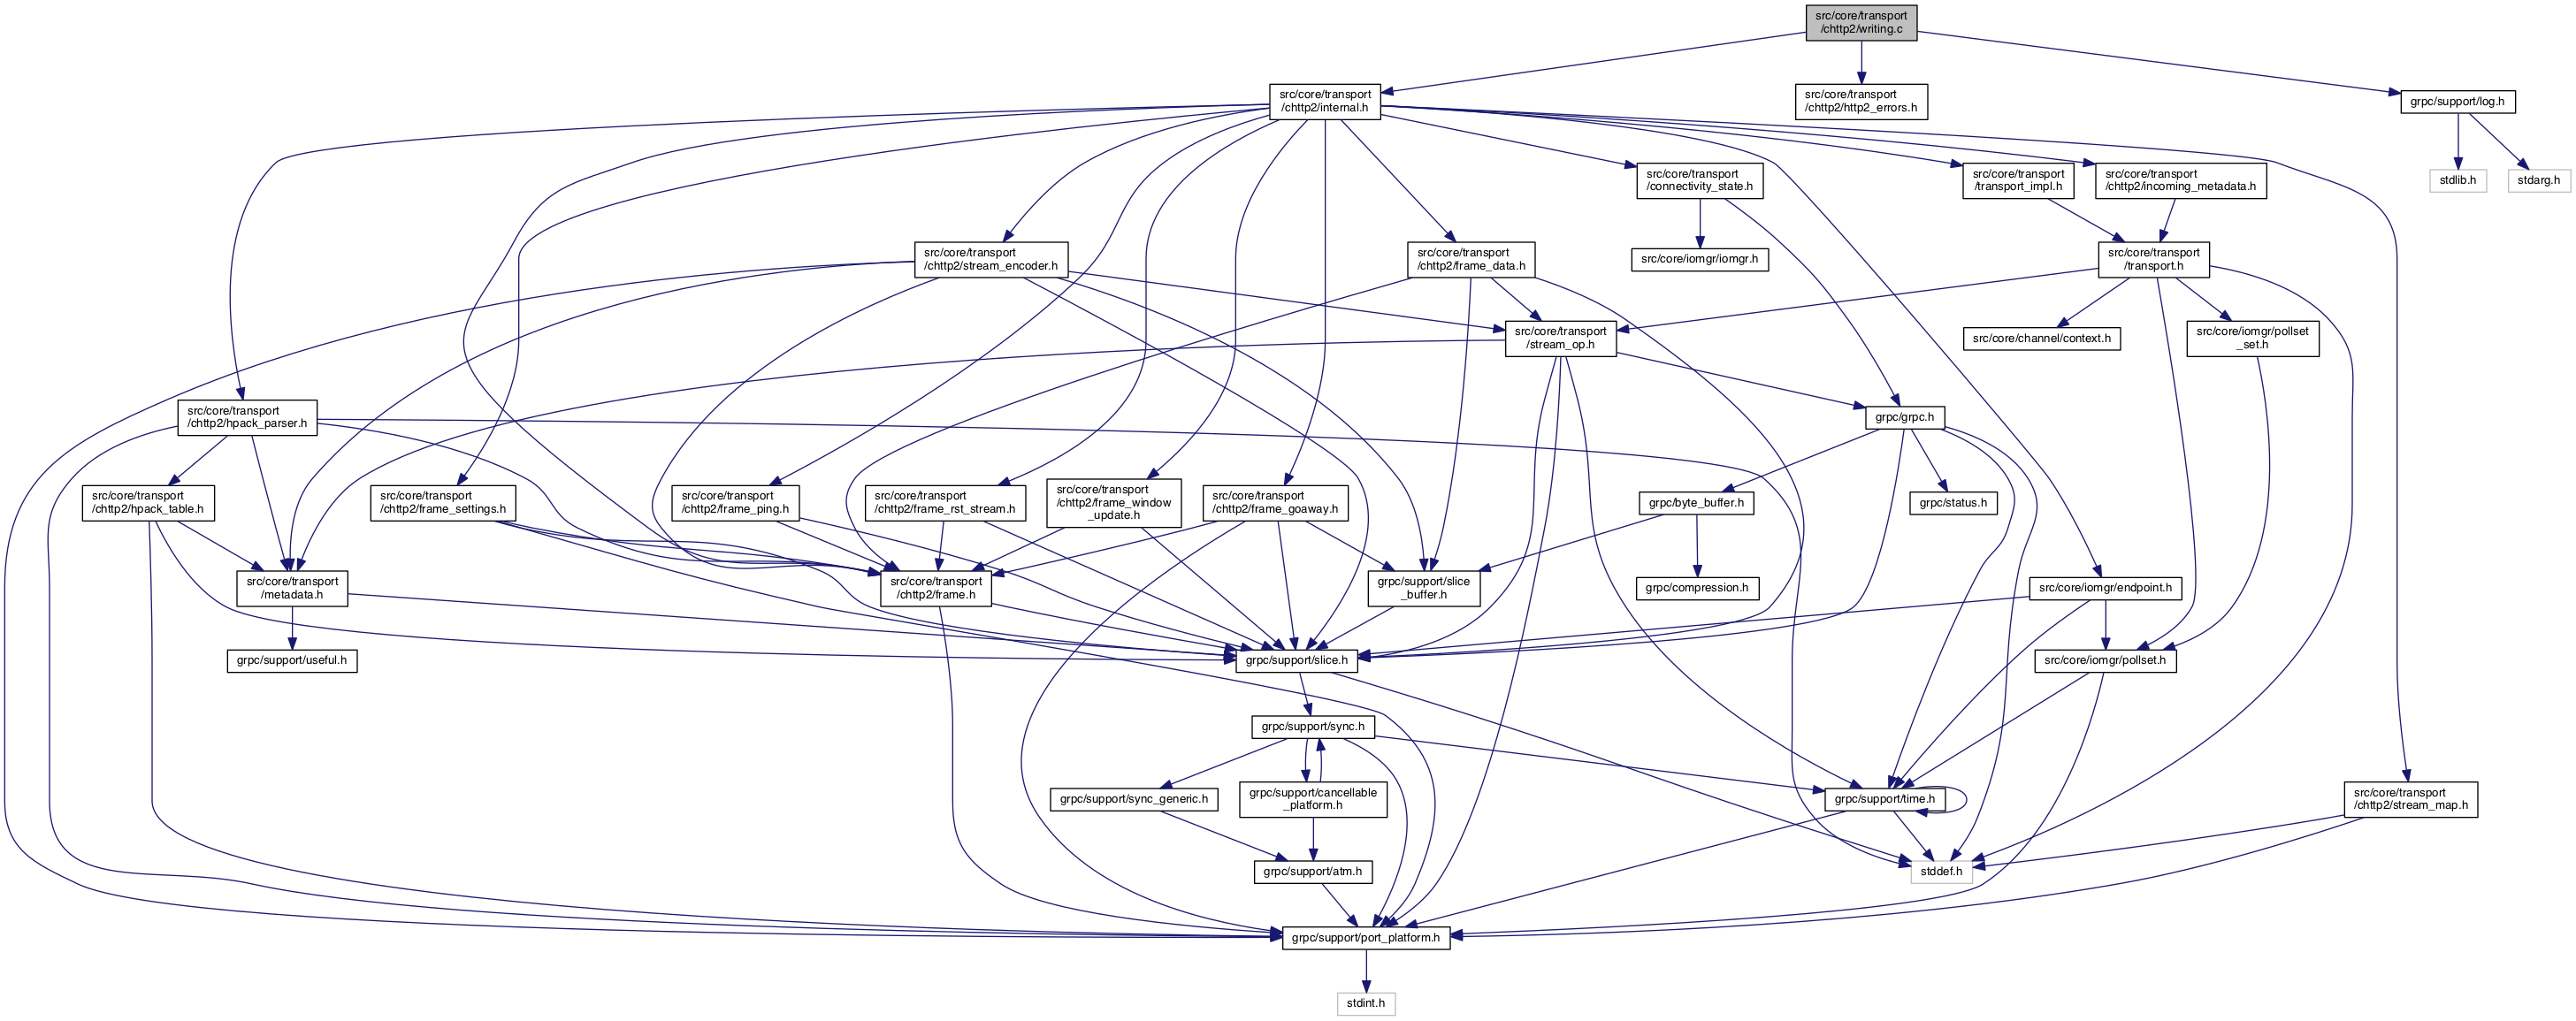 src/core/transport
/chttp2/writing.c
src/core/transport
/chttp2/internal.h
src/core/transport
/chttp2/http2_errors.h
grpc/support/log.h
src/core/transport
/connectivity_state.h
src/core/transport
/transport_impl.h
src/core/transport
/chttp2/incoming_metadata.h
stdlib.h
stdarg.h
src/core/transport
/chttp2/stream_encoder.h
src/core/transport
/chttp2/frame_data.h
src/core/iomgr/iomgr.h
src/core/transport
/transport.h
src/core/transport
/stream_op.h
src/core/channel/context.h
src/core/iomgr/pollset
_set.h
src/core/transport
/chttp2/hpack_parser.h
grpc/grpc.h
src/core/transport
/chttp2/hpack_table.h
src/core/transport
/chttp2/frame_settings.h
src/core/transport
/chttp2/frame_ping.h
src/core/transport
/chttp2/frame_rst_stream.h
src/core/transport
/chttp2/frame_window
_update.h
src/core/transport
/chttp2/frame_goaway.h
grpc/byte_buffer.h
grpc/status.h
src/core/transport
/metadata.h
src/core/transport
/chttp2/frame.h
grpc/support/slice
_buffer.h
grpc/compression.h
src/core/iomgr/endpoint.h
grpc/support/useful.h
grpc/support/slice.h
src/core/iomgr/pollset.h
grpc/support/sync.h
grpc/support/sync_generic.h
grpc/support/cancellable
_platform.h
grpc/support/time.h
src/core/transport
/chttp2/stream_map.h
grpc/support/atm.h
stddef.h
grpc/support/port_platform.h
stdint.h